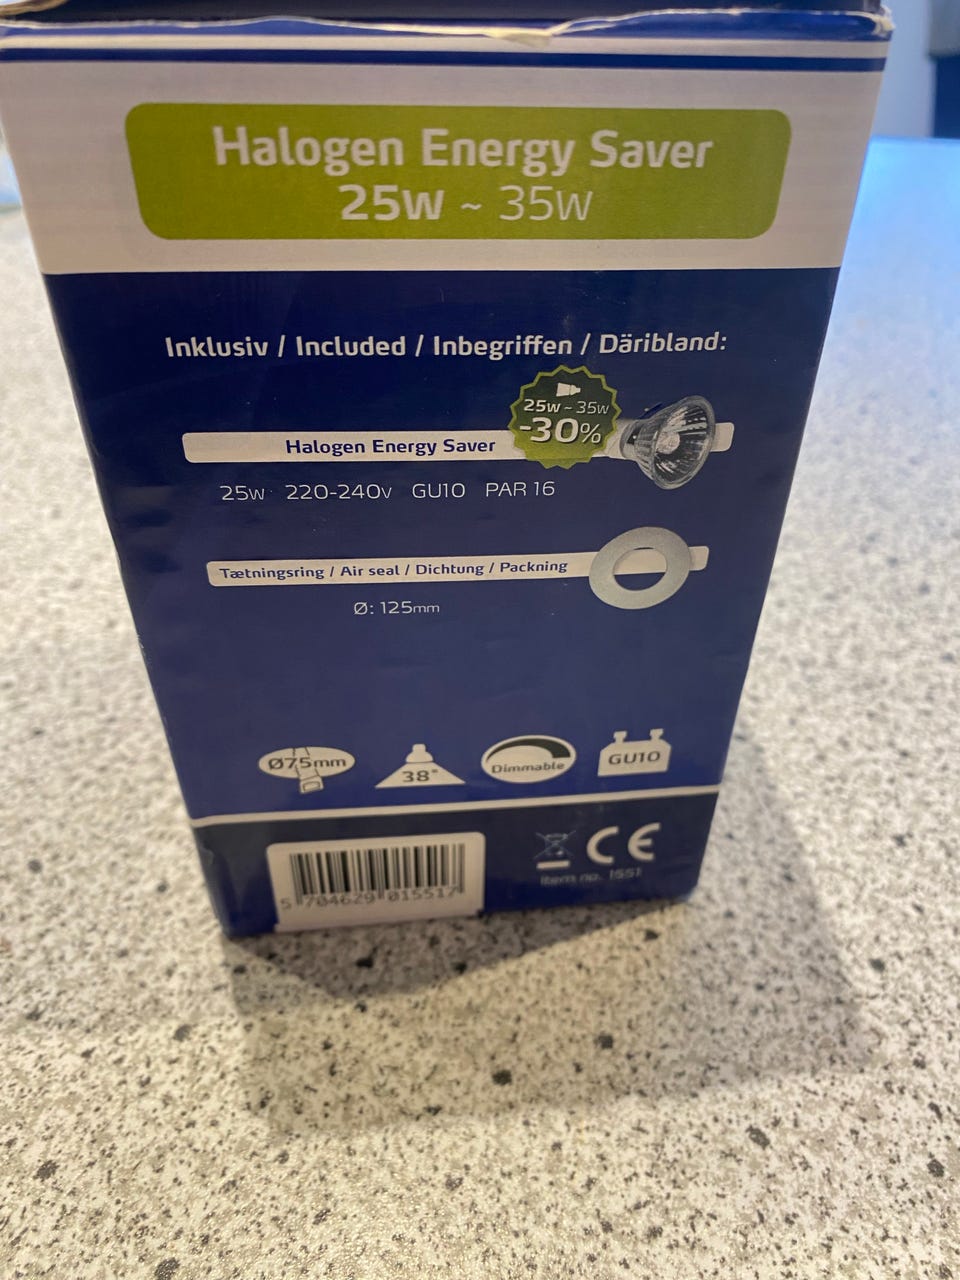 Halogen Energy Saver
25W ~ 35W
Inklusiv / Included / Inbegriffen / Däribland:
25W ~ 35W
-30%
Halogen Energy Saver
25W 220-240V GU10 PAR 16
Tætningsring / Air seal / Dichtung / Packning
Ø: 125mm
Ø75mm
38°
Dimmable
GU10
CE
Item no. 1551
5 704629 015517